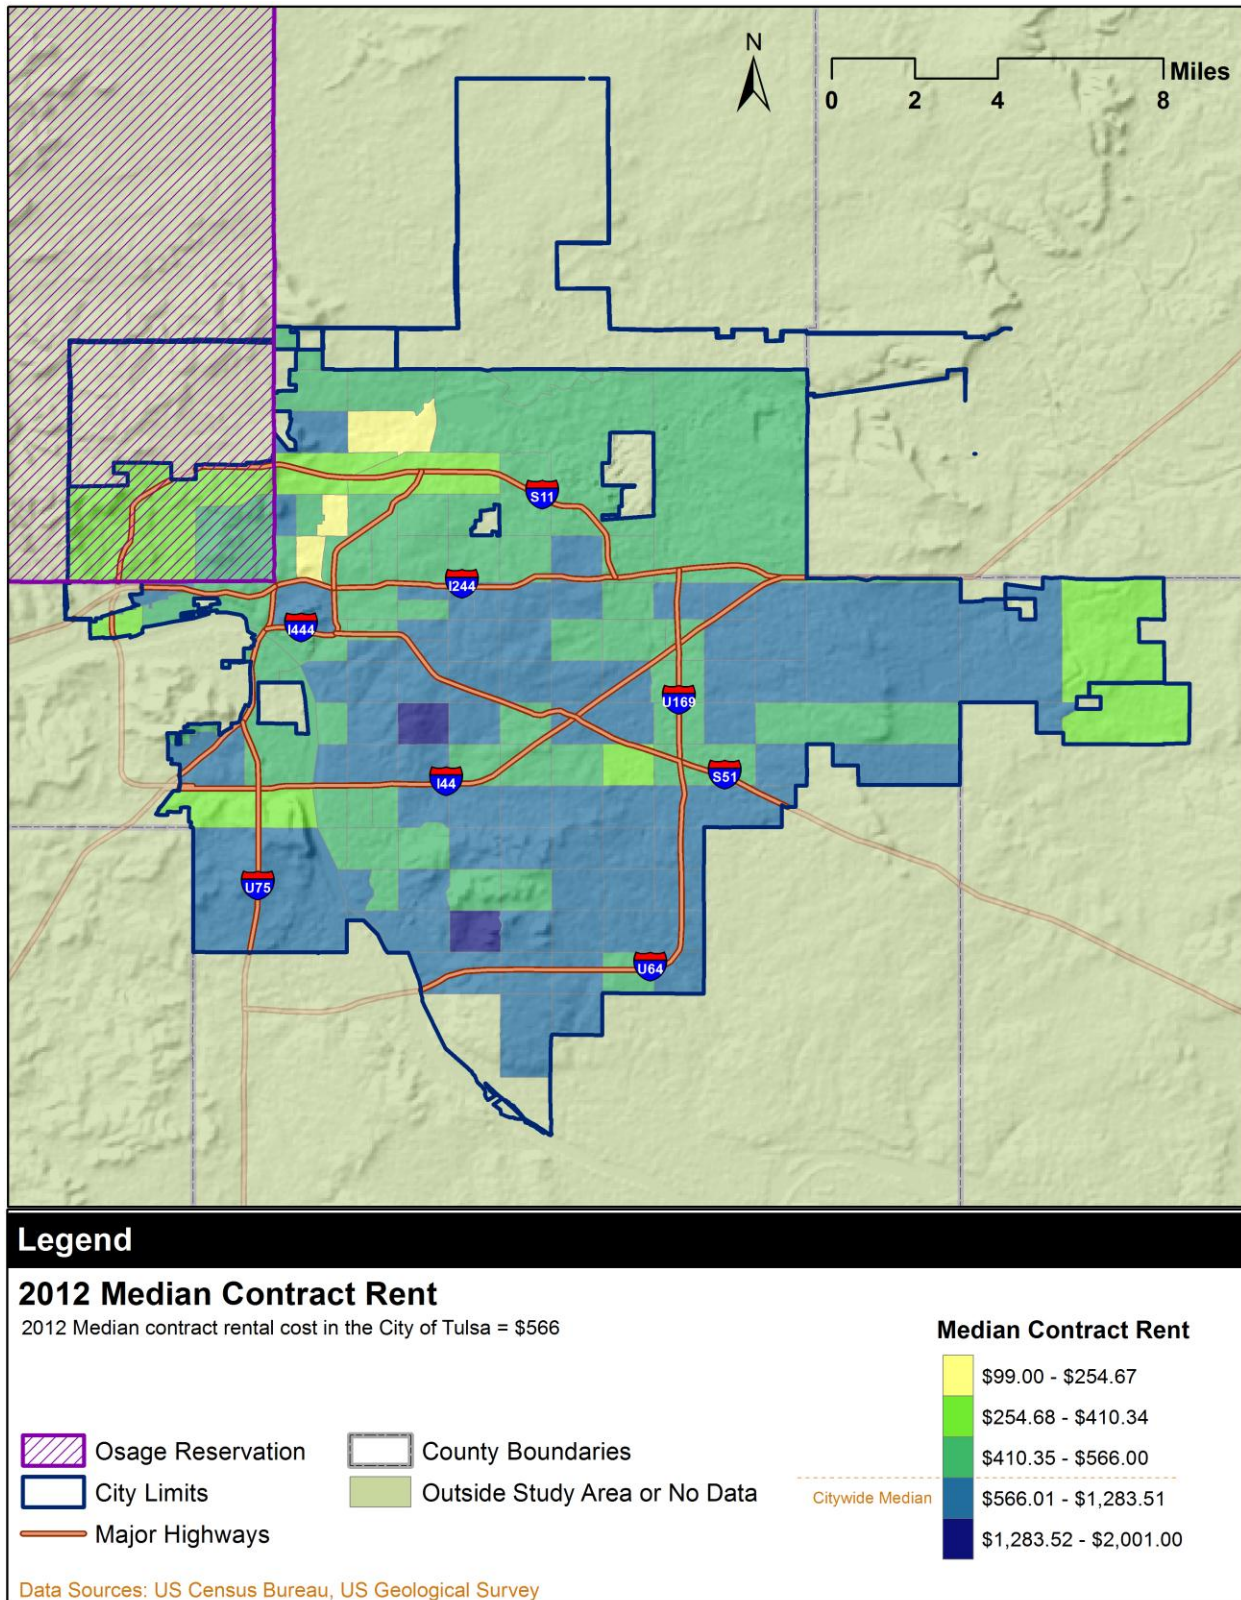 N
Miles
0 2 4 8
S11
I244
I444
U169
S51
I44
U75
U64
Legend
2012 Median Contract Rent
2012 Median contract rental cost in the City of Tulsa = $566
Median Contract Rent
$99.00 - $254.67
$254.68 - $410.34
$410.35 - $566.00
Citywide Median
$566.01 - $1,283.51
$1,283.52 - $2,001.00
Osage Reservation
County Boundaries
City Limits
Outside Study Area or No Data
Major Highways
Data Sources: US Census Bureau, US Geological Survey